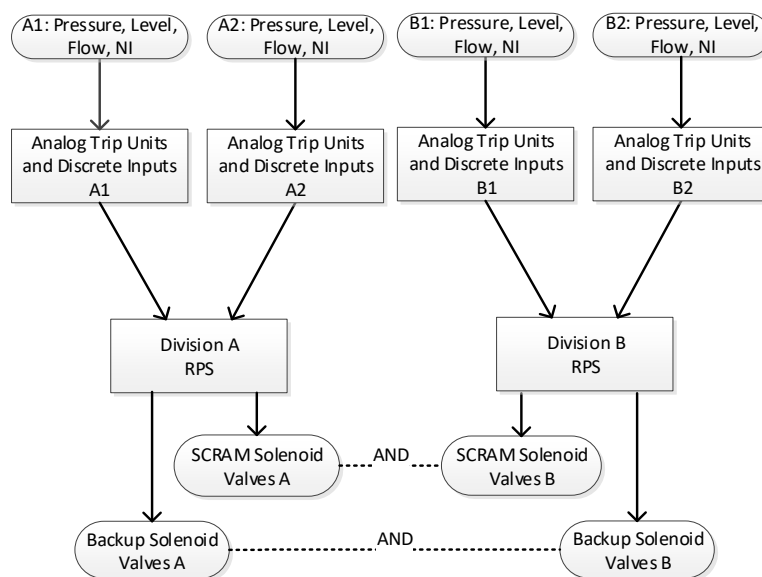 A1: Pressure, Level,
Flow, NI
A2: Pressure, Level,
Flow, NI
B1: Pressure, Level,
Flow, NI
B2: Pressure, Level,
Flow, NI
Analog Trip Units
and Discrete Inputs
A1
Analog Trip Units
and Discrete Inputs
A2
Analog Trip Units
and Discrete Inputs
B1
Analog Trip Units
and Discrete Inputs
B2
Division A
RPS
Division B
RPS
SCRAM Solenoid
Valves A
AND
SCRAM Solenoid
Valves B
Backup Solenoid
Valves A
AND
Backup Solenoid
Valves B